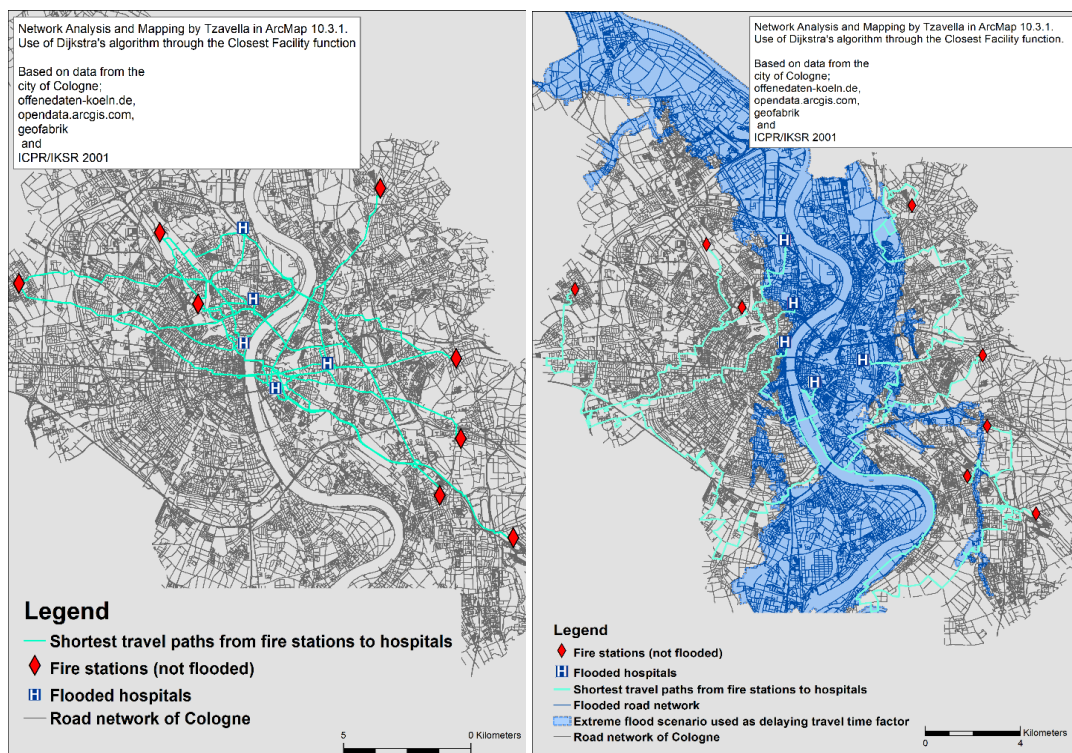 Network Analysis and Mapping by Tzavella in ArcMap 10.3.1.
Use of Dijkstra's algorithm through the Closest Facility function
Based on data from the
city of Cologne;
offenedaten-koeln.de,
opendata.arcgis.com,
geofabrik
and
ICPR/IKSR 2001
H
H
H
H
H
Legend
Shortest travel paths from fire stations to hospitals
Fire stations (not flooded)
H Flooded hospitals
Road network of Cologne
5 0 Kilometers
Network Analysis and Mapping by Tzavella in ArcMap 10.3.1.
Use of Dijkstra's algorithm through the Closest Facility function.
Based on data from the
city of Cologne;
offenedaten-koeln.de,
opendata.arcgis.com,
geofabrik
and
ICPR/IKSR 2001
H
H
H
H
H
Legend
Fire stations (not flooded)
H Flooded hospitals
Shortest travel paths from fire stations to hospitals
Flooded road network
Extreme flood scenario used as delaying travel time factor
Road network of Cologne
Kilometers
0 4